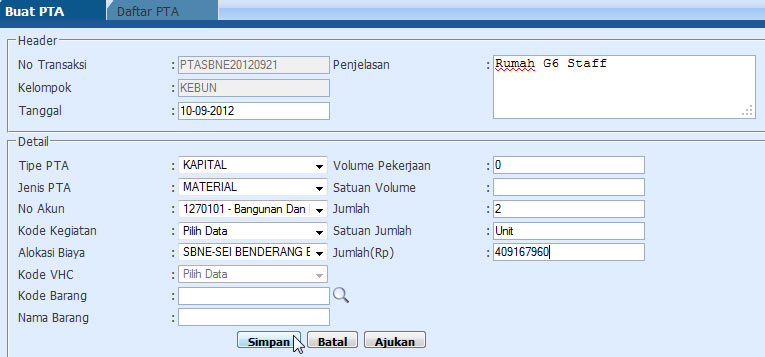 Buat PTA Daftar PTA
Header
No Transaksi : PTASBNE20120921 Penjelasan : Rumah G6 Staff
Kelompok : KEBUN
Tanggal : 10-09-2012
Detail
Tipe PTA : KAPITAL Volume Pekerjaan : 0
Jenis PTA : MATERIAL Satuan Volume :
No Akun : 1270101 - Bangunan Dan Jumlah : 2
Kode Kegiatan : Pilih Data Satuan Jumlah : Unit
Alokasi Biaya : SBNE-SEI BENDERANG E Jumlah(Rp) : 409167960
Kode VHC : Pilih Data
Kode Barang :
Nama Barang :
Simpan Batal Ajukan